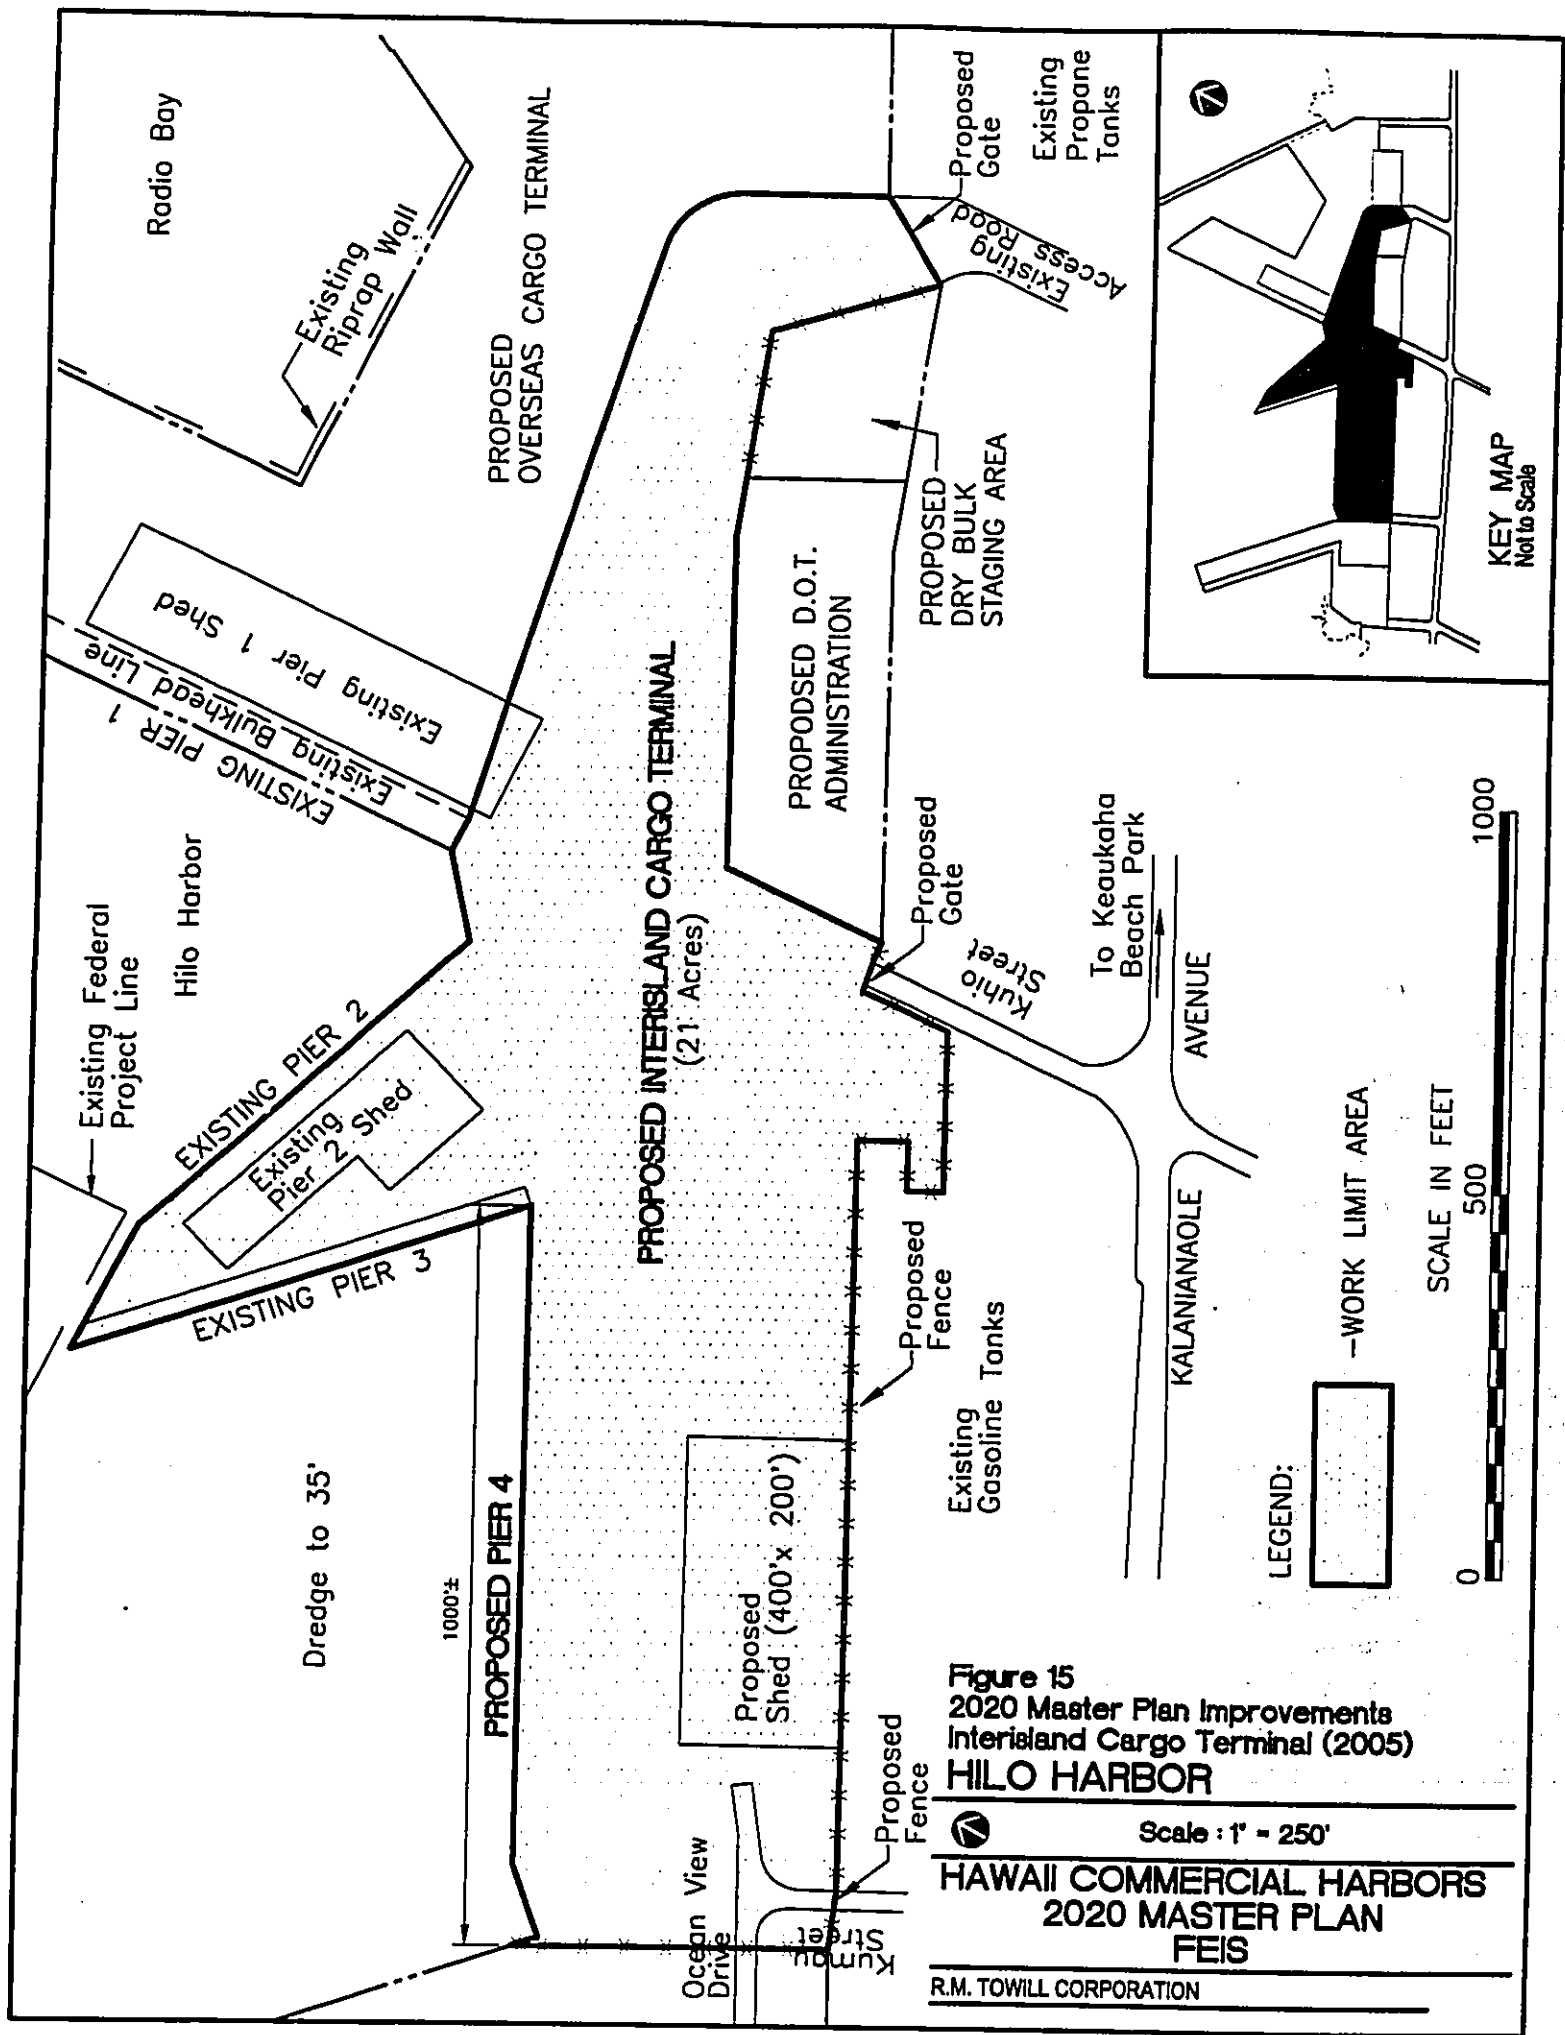 Radio Bay
Existing
Riprap Wall
PROPOSED
OVERSEAS CARGO TERMINAL
Existing Pier 1 Shed
Existing Bulkhead Line
EXISTING PIER 1
Hilo Harbor
Existing Federal
Project Line
EXISTING PIER 2
Existing
Pier 2 Shed
EXISTING PIER 3
Dredge to 35'
1000'±
PROPOSED PIER 4
PROPOSED INTERISLAND CARGO TERMINAL
(21 Acres)
Proposed
Gate
Existing
Propane
Tanks
Existing
Access Road
PROPOSED
DRY BULK
STAGING AREA
PROPODSED D.O.T.
ADMINISTRATION
Proposed
Gate
Kuhio
Street
To Keaukaha
Beach Park
KALANIANAOLE AVENUE
Proposed
Fence
Existing
Gasoline Tanks
Proposed
Shed (400'x 200')
Proposed
Fence
Ocean View
Drive
Kumau
Street
KEY MAP
Not to Scale
LEGEND:
-WORK LIMIT AREA
SCALE IN FEET
0 500 1000
Figure 15
2020 Master Plan Improvements
Interisland Cargo Terminal (2005)
HILO HARBOR
Scale : 1" = 250'
HAWAII COMMERCIAL HARBORS
2020 MASTER PLAN
FEIS
R.M. TOWILL CORPORATION